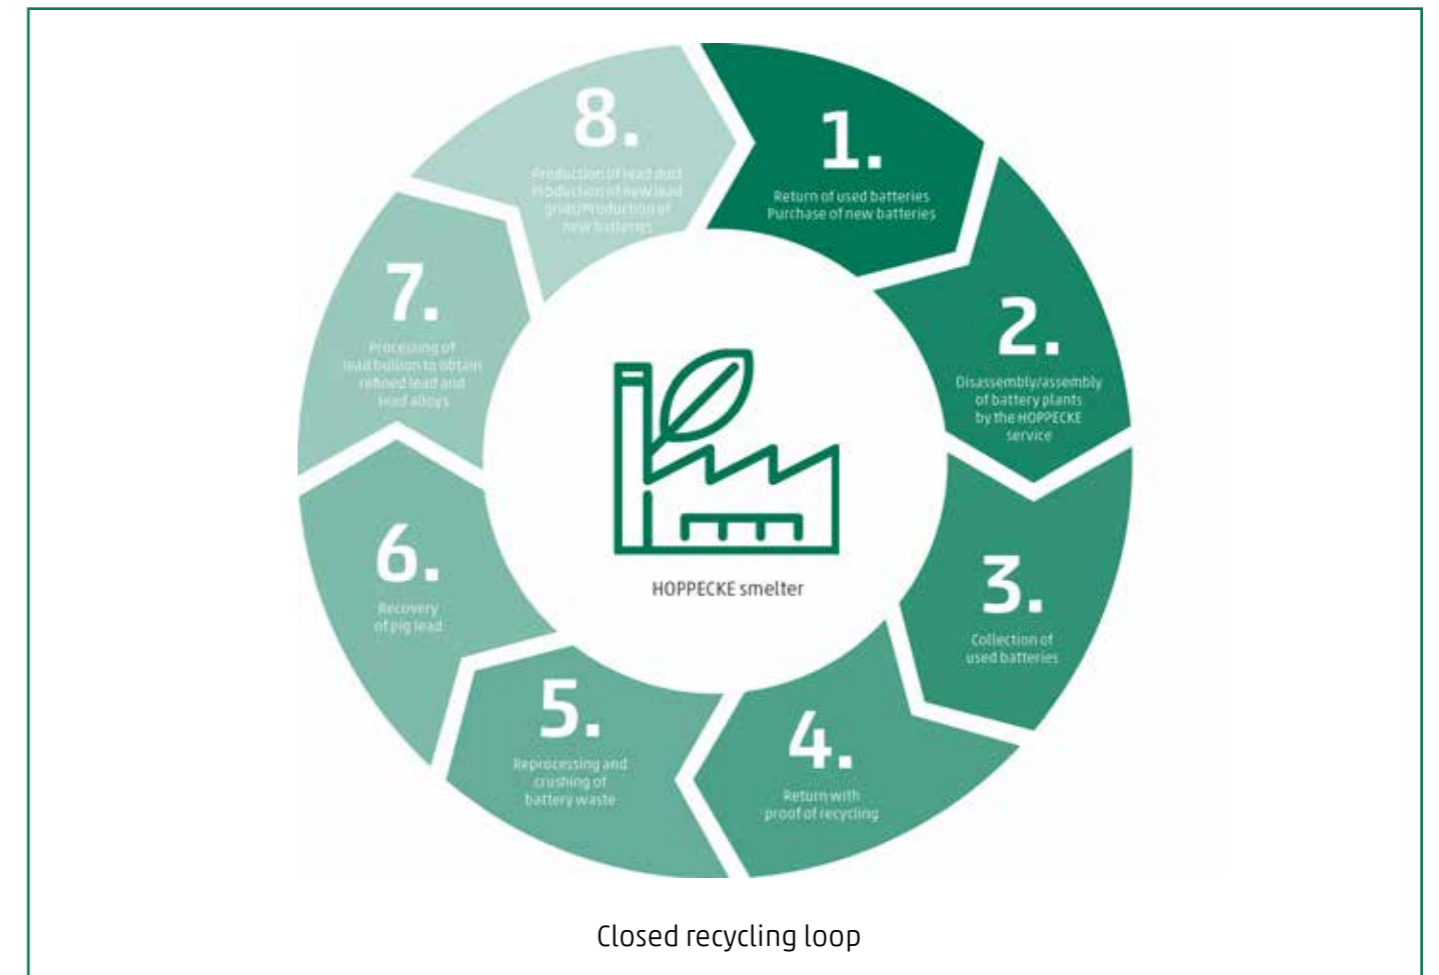 1.
Return of used batteries
Purchase of new batteries
2.
Disassembly/assembly
of battery plants
by the HOPPECKE
service
3.
Collection of
used batteries
4.
Return with
proof of recycling
5.
Reprocessing and
crushing of
battery waste
6.
Recovery
of pig lead
7.
Processing of
lead bullion to obtain
refined lead and
lead alloys
8.
Production of lead dust
Production of new lead
grids/Production of
new batteries
HOPPECKE smelter
Closed recycling loop